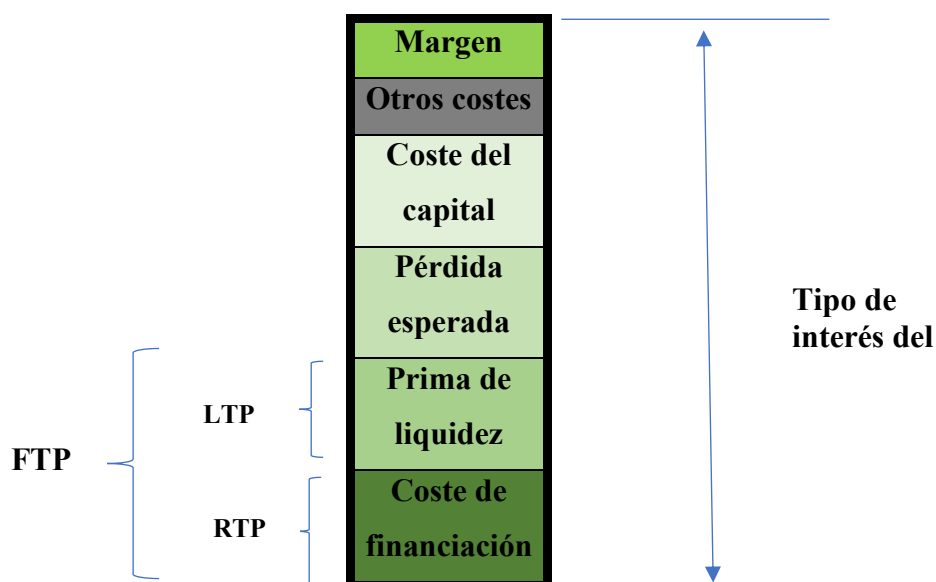 Margen
Otros costes
Coste del
capital
Pérdida
esperada
Tipo de
interés del
Prima de
liquidez
LTP
FTP
Coste de
financiación
RTP